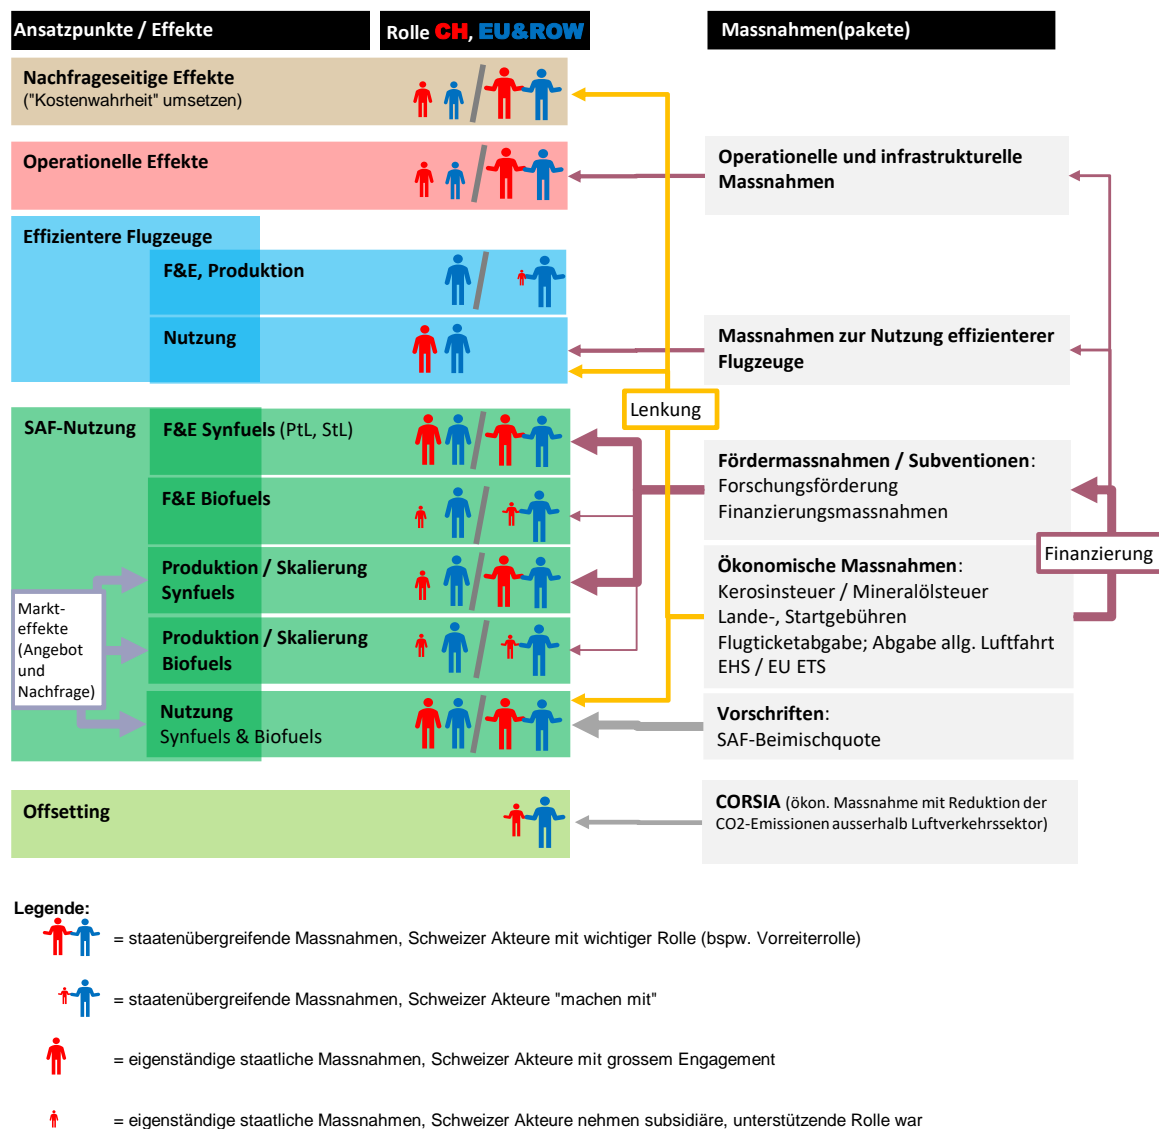 Ansatzpunkte / Effekte
Rolle CH, EU&ROW
Massnahmen(pakete)
Nachfrageseitige Effekte
("Kostenwahrheit" umsetzen)
Operationelle Effekte
Operationelle und infrastrukturelle
Massnahmen
Effizientere Flugzeuge
F&E, Produktion
Nutzung
Massnahmen zur Nutzung effizienterer
Flugzeuge
Lenkung
SAF-Nutzung
F&E Synfuels (PtL, StL)
F&E Biofuels
Fördermassnahmen / Subventionen:
Forschungsförderung
Finanzierungsmassnahmen
Finanzierung
Produktion / Skalierung
Synfuels
Ökonomische Massnahmen:
Kerosinsteuer / Mineralölsteuer
Lande-, Startgebühren
Flugticketabgabe; Abgabe allg. Luftfahrt
EHS / EU ETS
Markt-
effekte
(Angebot
und
Nachfrage)
Produktion / Skalierung
Biofuels
Nutzung
Synfuels & Biofuels
Vorschriften:
SAF-Beimischquote
Offsetting
CORSIA (ökon. Massnahme mit Reduktion der
CO2-Emissionen ausserhalb Luftverkehrssektor)
Legende:
= staatenübergreifende Massnahmen, Schweizer Akteure mit wichtiger Rolle (bspw. Vorreiterrolle)
= staatenübergreifende Massnahmen, Schweizer Akteure "machen mit"
= eigenständige staatliche Massnahmen, Schweizer Akteure mit grossem Engagement
= eigenständige staatliche Massnahmen, Schweizer Akteure nehmen subsidiäre, unterstützende Rolle war